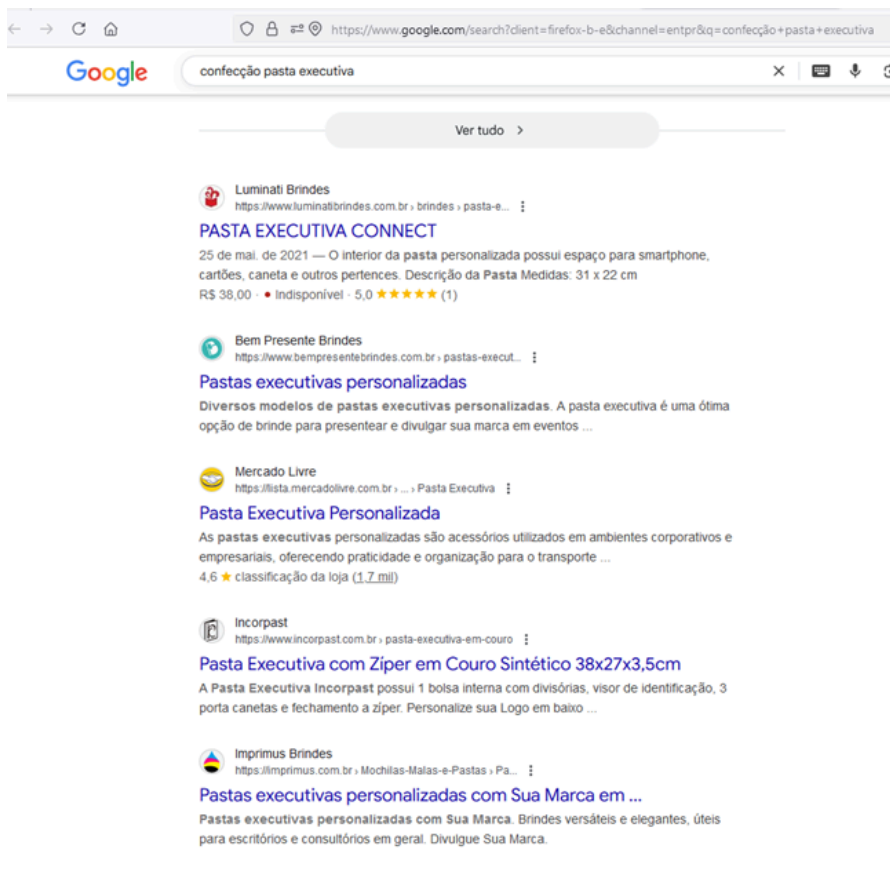 https://www.google.com/search?client=firefox-b-e&channel=entpr&q=confecção+pasta+executiva
Google
confecção pasta executiva
Ver tudo >
Luminati Brindes
https://www.luminatibrindes.com.br › brindes › pasta-e...
PASTA EXECUTIVA CONNECT
25 de mai. de 2021 — O interior da pasta personalizada possui espaço para smartphone,
cartões, caneta e outros pertences. Descrição da Pasta Medidas: 31 x 22 cm
R$ 38,00 · • Indisponível · 5,0 ★★★★★ (1)
Bem Presente Brindes
https://www.bempresentebrindes.com.br › pastas-execut...
Pastas executivas personalizadas
Diversos modelos de pastas executivas personalizadas. A pasta executiva é uma ótima
opção de brinde para presentear e divulgar sua marca em eventos ...
Mercado Livre
https://lista.mercadolivre.com.br › ... › Pasta Executiva
Pasta Executiva Personalizada
As pastas executivas personalizadas são acessórios utilizados em ambientes corporativos e
empresariais, oferecendo praticidade e organização para o transporte ...
4,6 ★ classificação da loja (1,7 mil)
Incorpast
https://www.incorpast.com.br › pasta-executiva-em-couro
Pasta Executiva com Zíper em Couro Sintético 38x27x3,5cm
A Pasta Executiva Incorpast possui 1 bolsa interna com divisórias, visor de identificação, 3
porta canetas e fechamento a zíper. Personalize sua Logo em baixo ...
Imprimus Brindes
https://imprimus.com.br › Mochilas-Malas-e-Pastas › Pa...
Pastas executivas personalizadas com Sua Marca em ...
Pastas executivas personalizadas com Sua Marca. Brindes versáteis e elegantes, úteis
para escritórios e consultórios em geral. Divulgue Sua Marca.